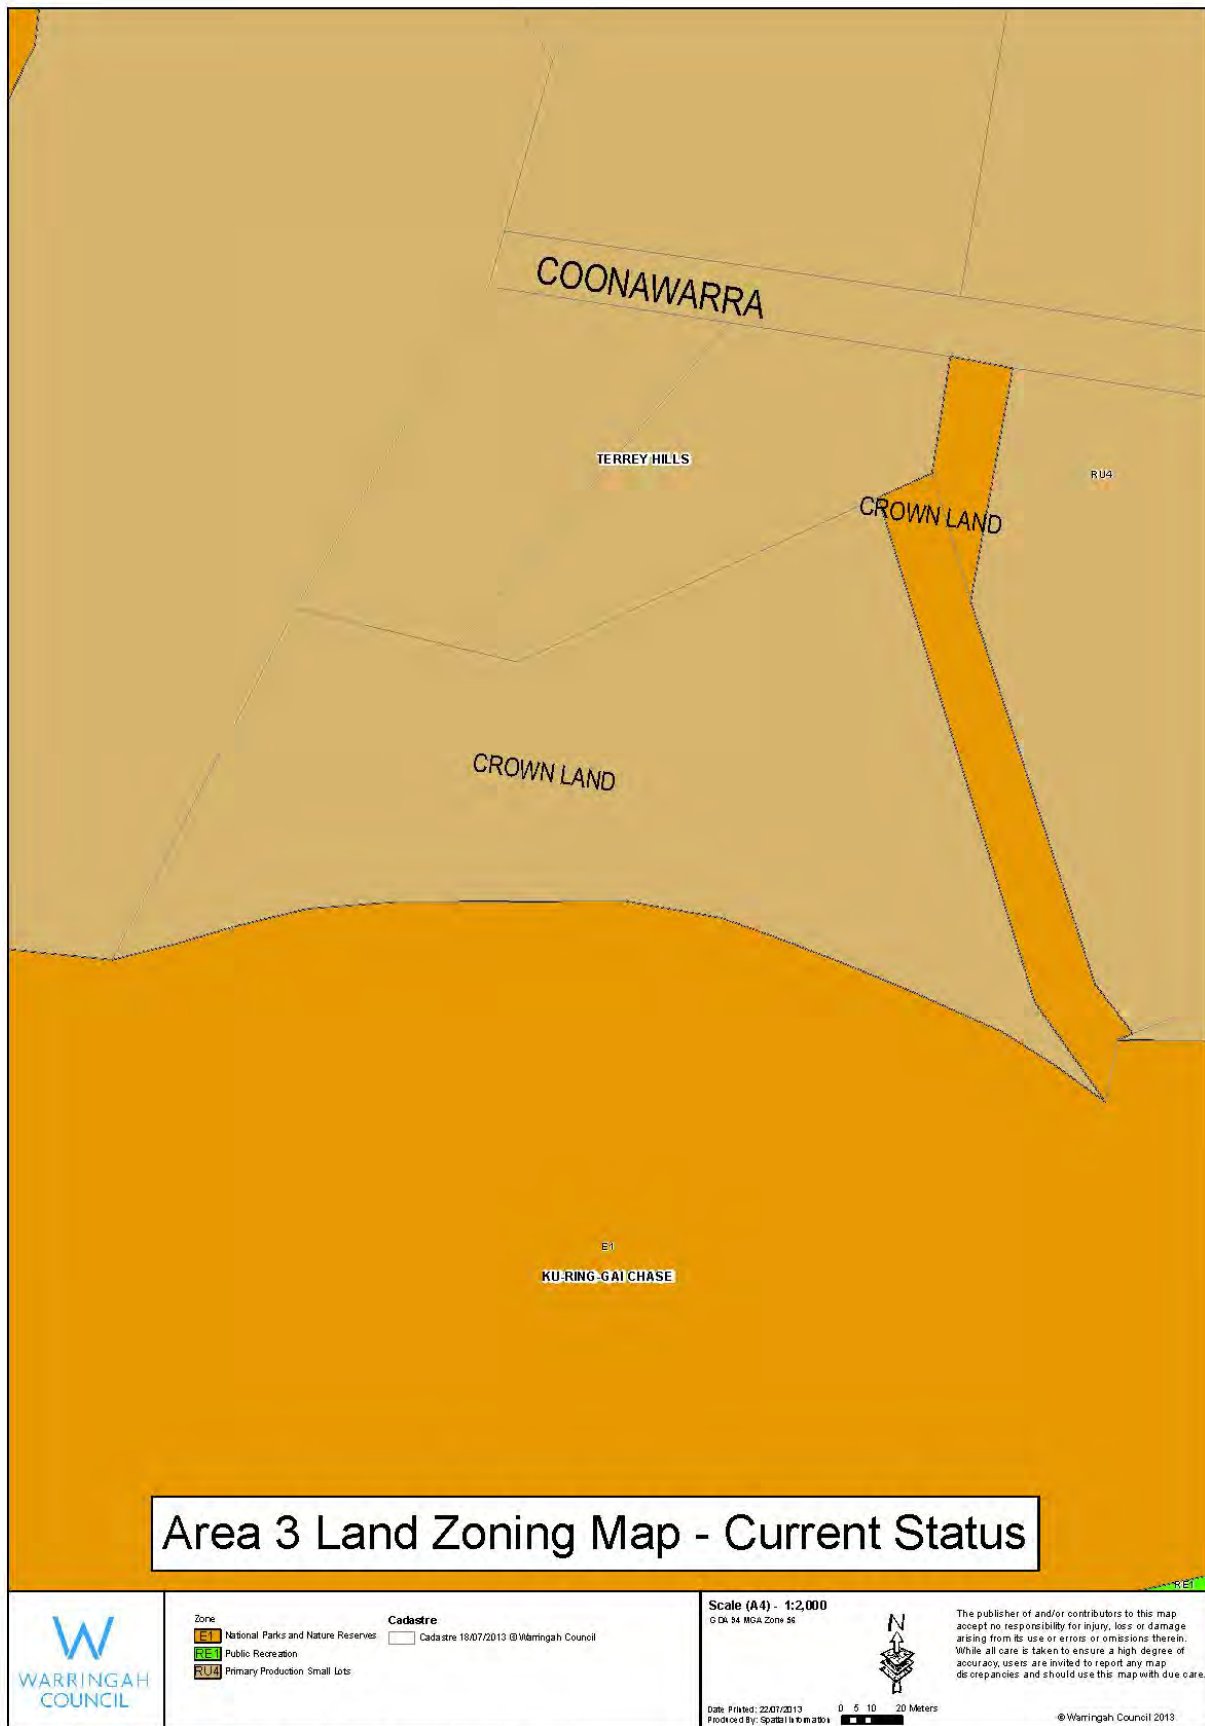 COONAWARRA
TERREY HILLS
RU4
CROWN LAND
CROWN LAND
E1
KU-RING-GAI CHASE
Area 3 Land Zoning Map - Current Status
RE1
WARRINGAH
COUNCIL
Zone
E1 National Parks and Nature Reserves
RE1 Public Recreation
RU4 Primary Production Small Lots
Cadastre
Cadastre 18/07/2013 © Warringah Council
Scale (A4) - 1:2,000
GDA 94 MGA Zone 56
N
Date Printed: 22/07/2013
Produced By: Spatial Information
0 5 10 20 Meters
The publisher of and/or contributors to this map
accept no responsibility for injury, loss or damage
arising from its use or errors or omissions therein.
While all care is taken to ensure a high degree of
accuracy, users are invited to report any map
discrepancies and should use this map with due care.
© Warringah Council 2013